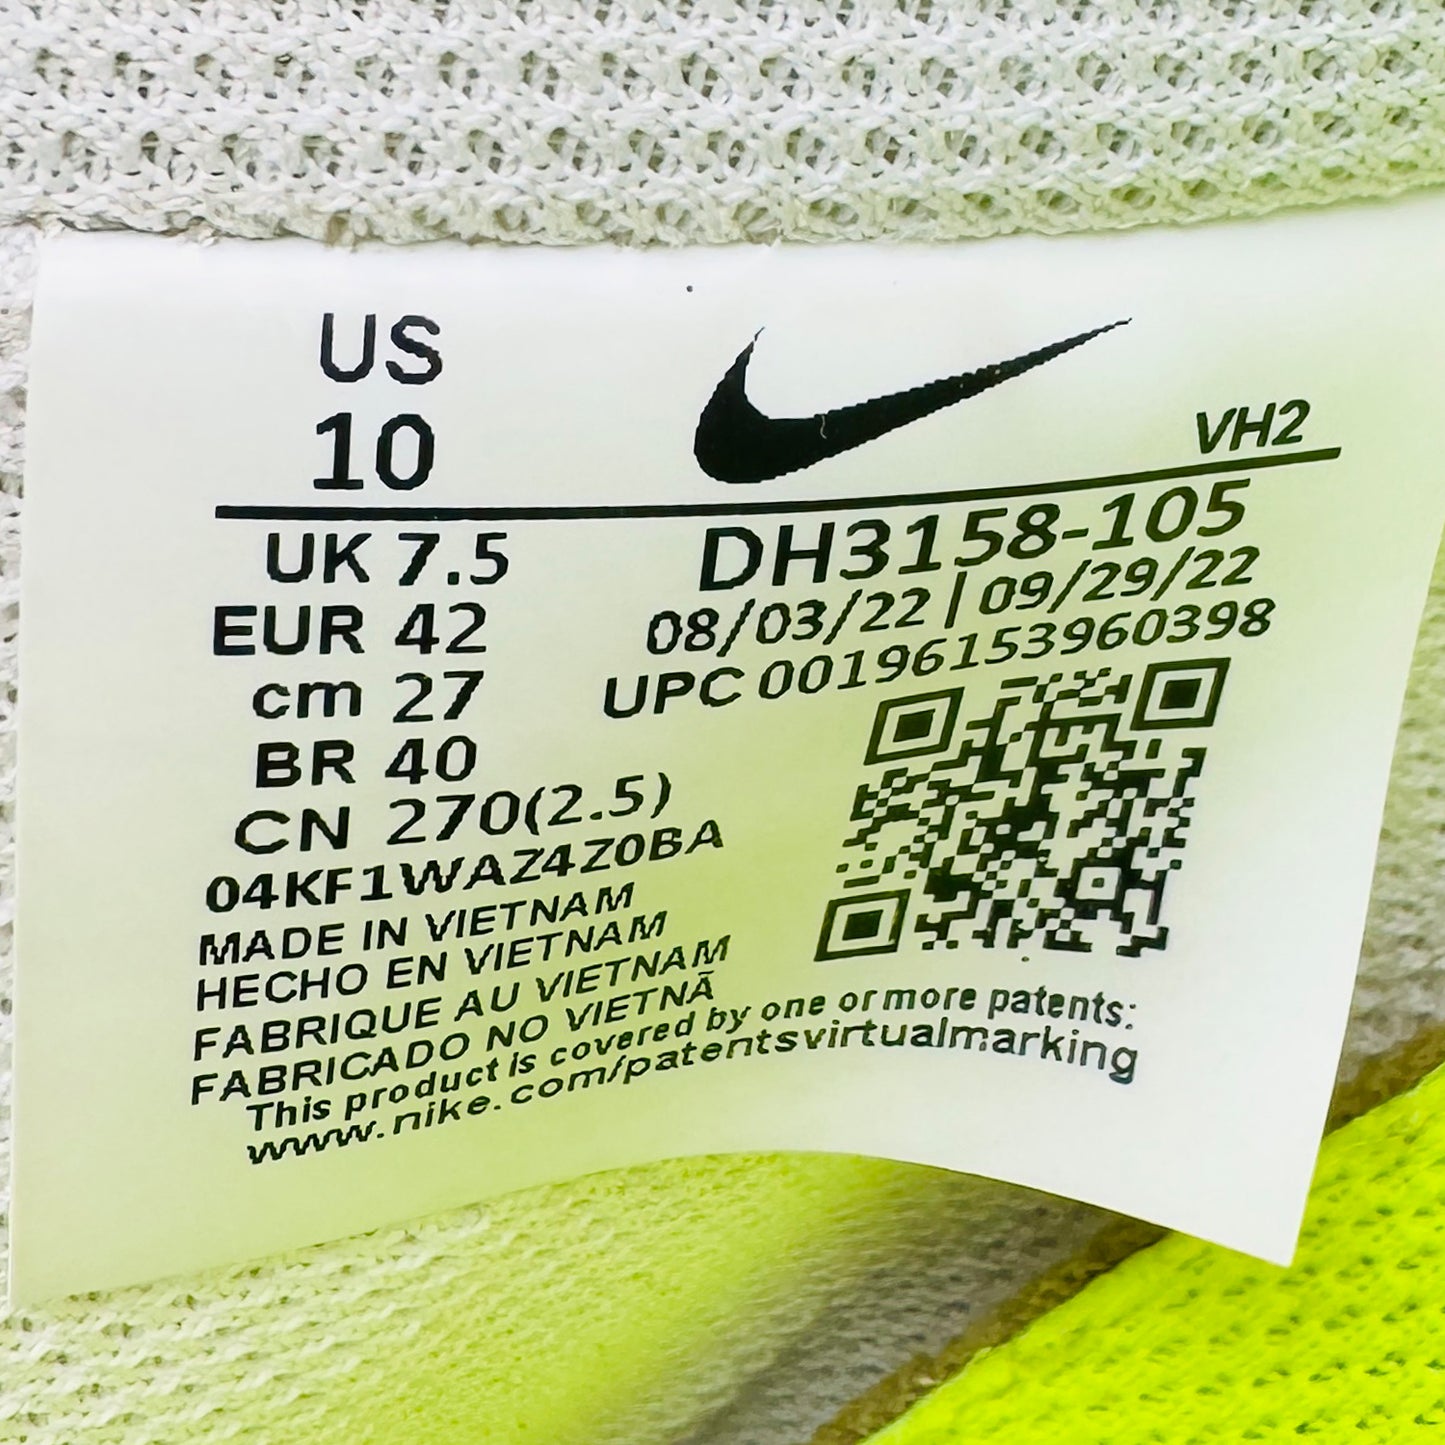 US
10
VH2
UK 7.5
EUR 42
cm 27
BR 40
CN 270(2.5)
DH3158-105
08/03/22 | 09/29/22
UPC 00196153960398
04KF1WAZ4Z0BA
MADE IN VIETNAM
HECHO EN VIETNAM
FABRIQUE AU VIETNAM
FABRICADO NO VIETNÃ
This product is covered by one or more patents:
www.nike.com/patentsvirtualmarking